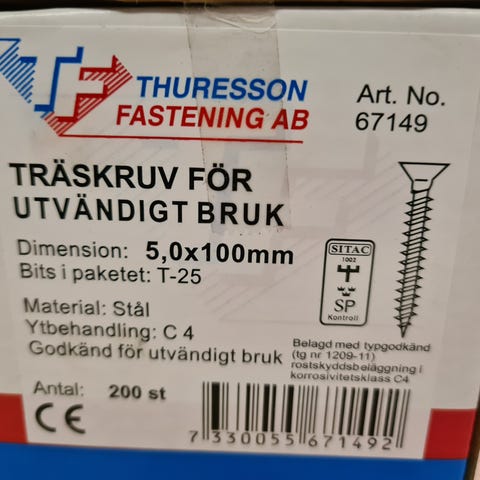 TF
THURESSON
FASTENING AB
Art. No.
67149
TRÄSKRUV FÖR
UTVÄNDIGT BRUK
Dimension: 5,0x100mm
Bits i paketet: T-25
SITAC
1002
SP
Kontroll
Material: Stål
Ytbehandling: C 4
Godkänd för utvändigt bruk
Belagd med typgodkänd
(tg nr 1209-11)
rostskyddsbeläggning i
korrosivitetsklass C4
Antal: 200 st
CE
7 330055 671492